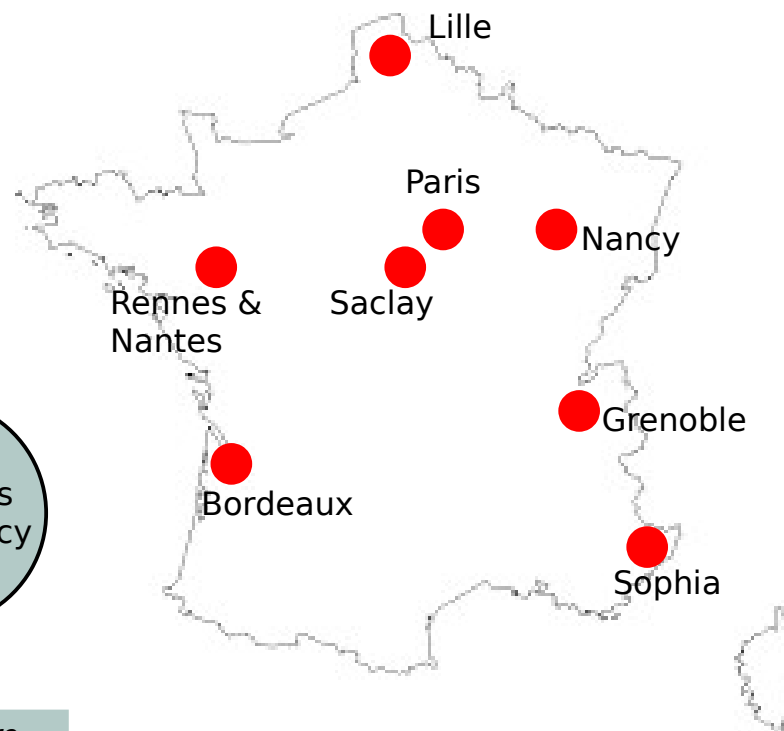 Lille
Paris
Nancy
Rennes &
Nantes
Saclay
Grenoble
Bordeaux
Sophia